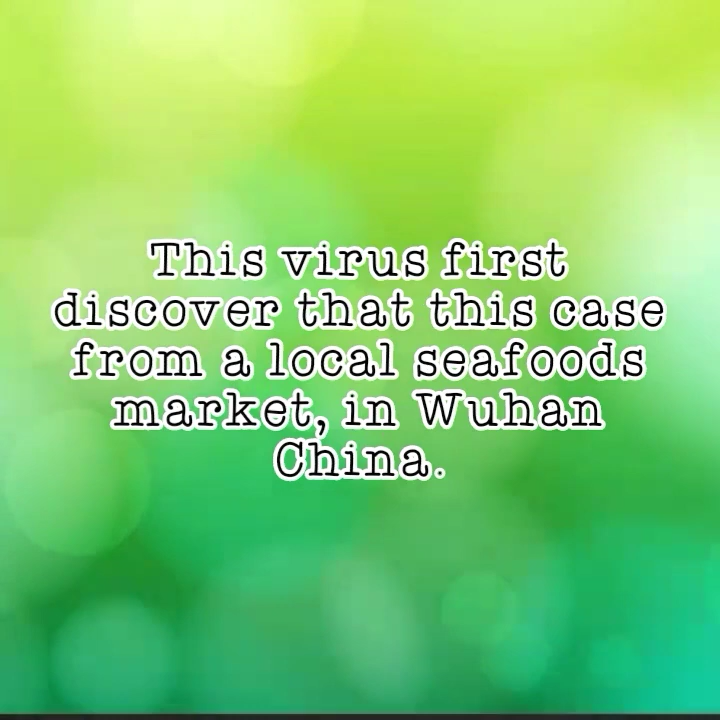 This virus first
discover that this case
from a local seafoods
market, in Wuhan
China.